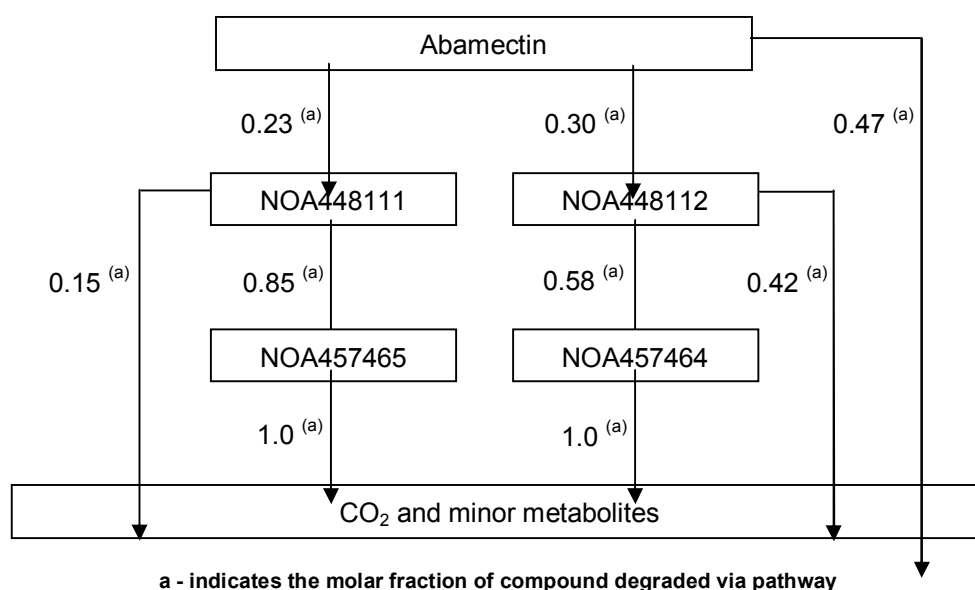 Abamectin
0.23 (a)
0.30 (a)
0.47 (a)
NOA448111
NOA448112
0.15 (a)
0.85 (a)
0.58 (a)
0.42 (a)
NOA457465
NOA457464
1.0 (a)
1.0 (a)
CO₂ and minor metabolites
a - indicates the molar fraction of compound degraded via pathway